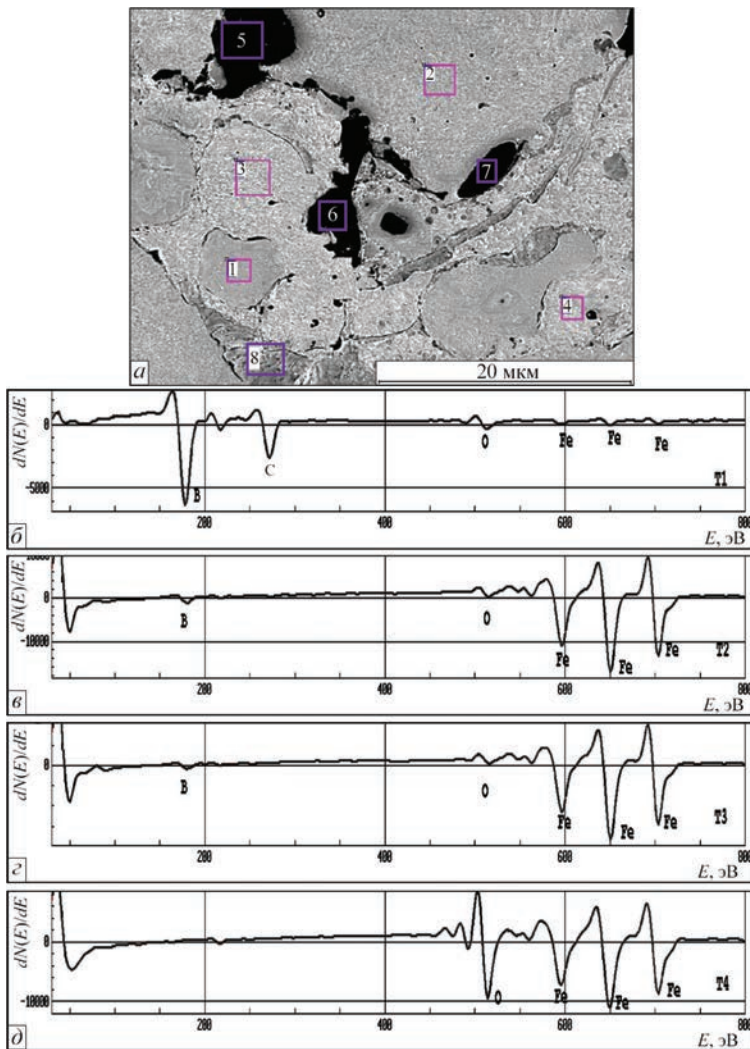 5
2
3
7
6
1
4
8
а
20 мкм
dN(E)/dE
0
-5000
B
C
O
Fe
Fe
Fe
T1
200
400
600
800
E, эВ
б
dN(E)/dE
10000
0
-10000
B
O
Fe
Fe
Fe
T2
200
400
600
800
E, эВ
в
dN(E)/dE
0
B
O
Fe
Fe
Fe
T3
200
400
600
800
E, эВ
г
dN(E)/dE
0
-10000
O
Fe
Fe
Fe
T4
200
400
600
800
E, эВ
д